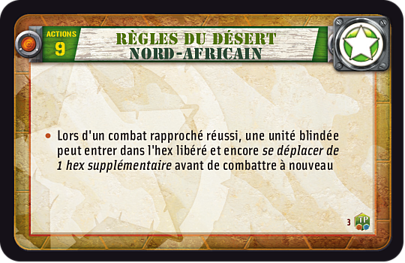 ACTIONS
9
RÈGLES DU DÉSERT
NORD-AFRICAIN
• Lors d'un combat rapproché réussi, une unité blindée
peut entrer dans l'hex libéré et encore se déplacer de
1 hex supplémentaire avant de combattre à nouveau
3